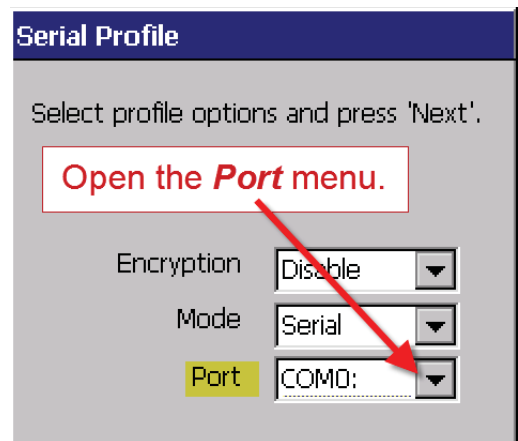 Serial Profile
Select profile options and press 'Next'.
Open the Port menu.
Encryption Disable
Mode Serial
Port COM0: